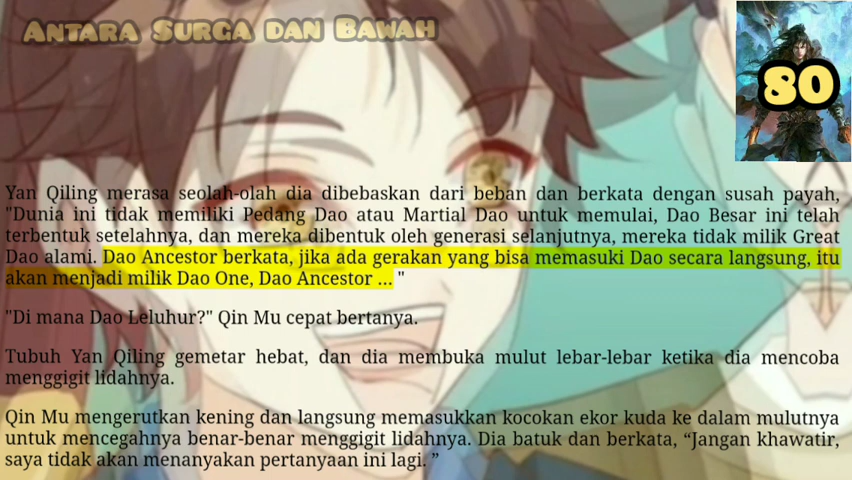 Antara Surga dan Bawah
80
Yan Qiling merasa seolah-olah dia dibebaskan dari beban dan berkata dengan susah payah,
"Dunia ini tidak memiliki Pedang Dao atau Martial Dao untuk memulai, Dao Besar ini telah
terbentuk setelahnya, dan mereka dibentuk oleh generasi selanjutnya, mereka tidak milik Great
Dao alami. Dao Ancestor berkata, jika ada gerakan yang bisa memasuki Dao secara langsung, itu
akan menjadi milik Dao One, Dao Ancestor ... "
"Di mana Dao Leluhur?" Qin Mu cepat bertanya.
Tubuh Yan Qiling gemetar hebat, dan dia membuka mulut lebar-lebar ketika dia mencoba
menggigit lidahnya.
Qin Mu mengerutkan kening dan langsung memasukkan kocokan ekor kuda ke dalam mulutnya
untuk mencegahnya benar-benar menggigit lidahnya. Dia batuk dan berkata, “Jangan khawatir,
saya tidak akan menanyakan pertanyaan ini lagi. ”